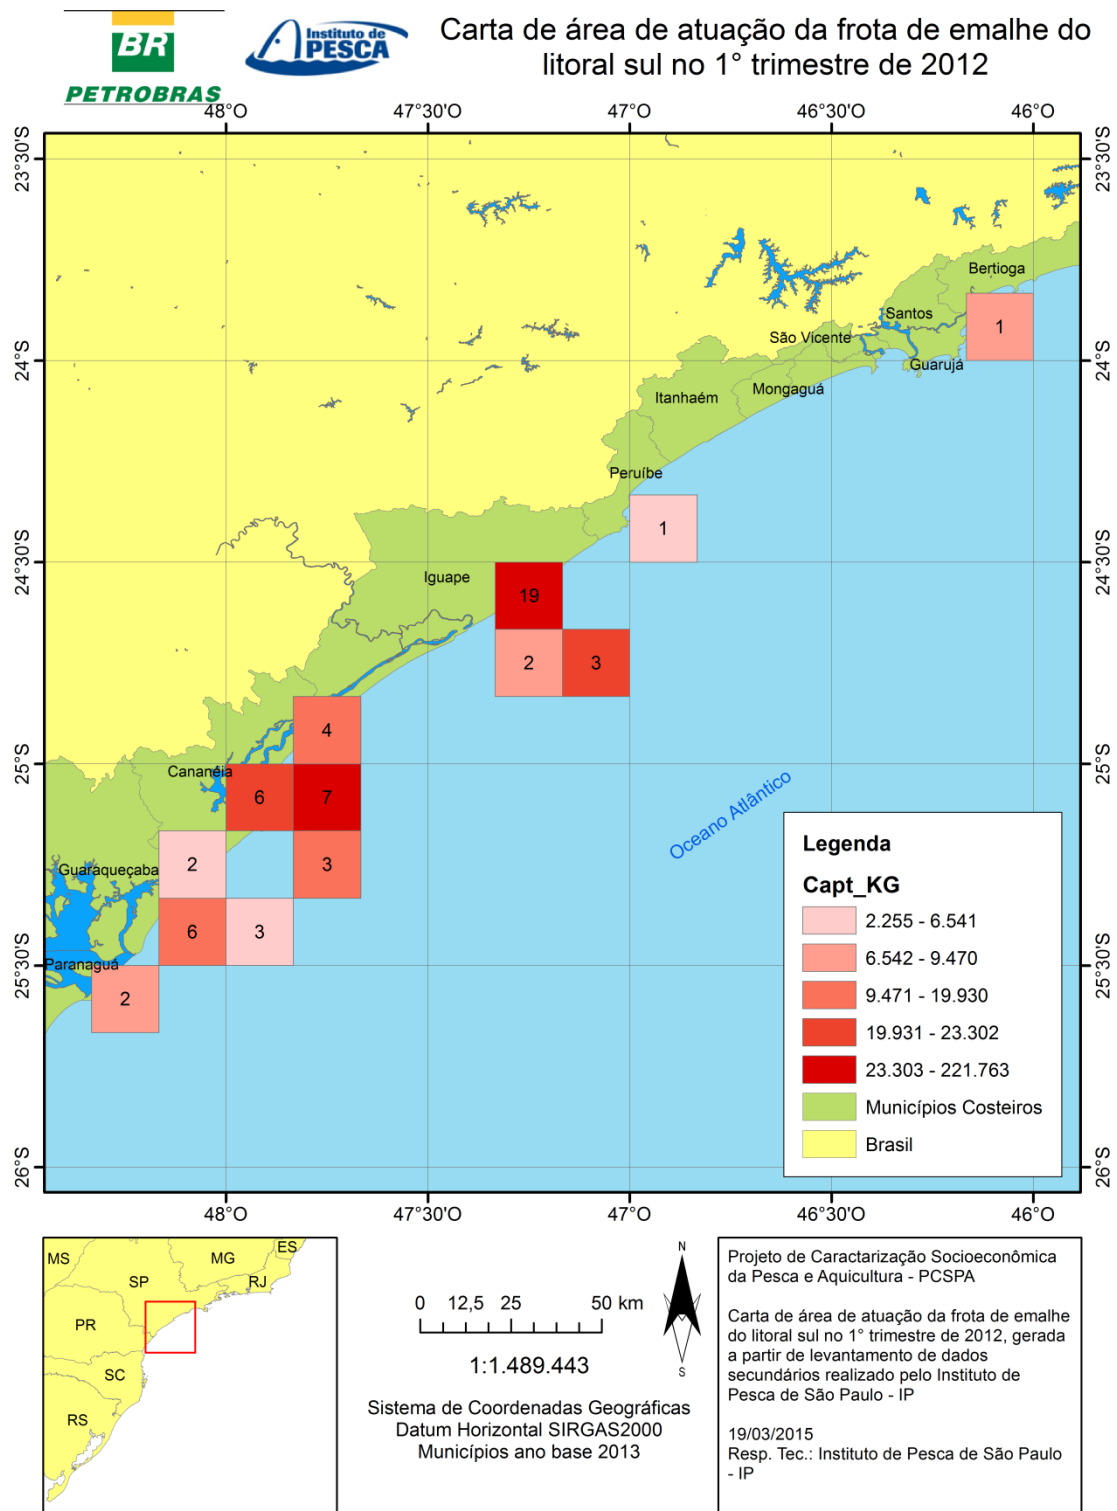 BR
PETROBRAS
Instituto de
PESCA
Carta de área de atuação da frota de emalhe do
litoral sul no 1° trimestre de 2012
48°O 47°30'O 47°O 46°30'O 46°O
23°30'S 23°30'S
Bertioga
Santos
1
São Vicente
24°S 24°S
Guarujá
Mongaguá
Itanhaém
Peruíbe
1
24°30'S 24°30'S
Iguape
19
2 3
4
25°S 25°S
Cananéia
6 7
Oceano Atlântico
2 3
Guaraqueçaba
6 3
25°30'S 25°30'S
Paranaguá
2
26°S 26°S
Legenda
Capt_KG
2.255 - 6.541
6.542 - 9.470
9.471 - 19.930
19.931 - 23.302
23.303 - 221.763
Municípios Costeiros
Brasil
48°O 47°30'O 47°O 46°30'O 46°O
MS MG ES
SP RJ
PR
SC
RS
0 12,5 25 50 km
1:1.489.443
N
S
Sistema de Coordenadas Geográficas
Datum Horizontal SIRGAS2000
Municípios ano base 2013
Projeto de Caractarização Socioeconômica
da Pesca e Aquicultura - PCSPA
Carta de área de atuação da frota de emalhe
do litoral sul no 1° trimestre de 2012, gerada
a partir de levantamento de dados
secundários realizado pelo Instituto de
Pesca de São Paulo - IP
19/03/2015
Resp. Tec.: Instituto de Pesca de São Paulo
- IP